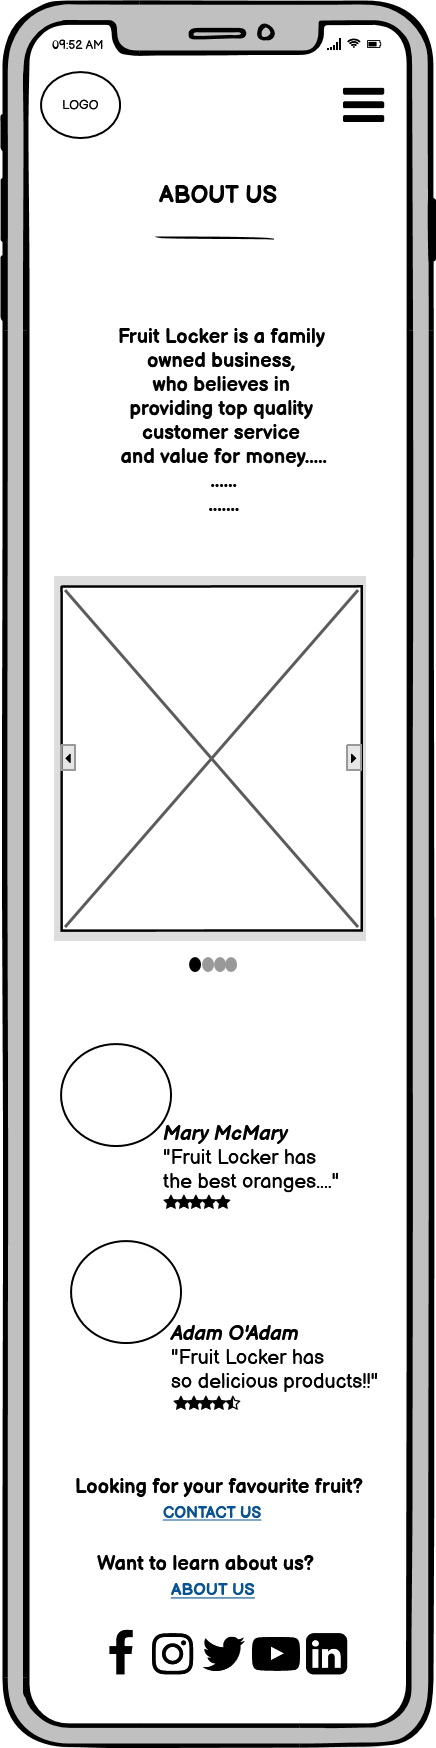 09:52 AM
LOGO
ABOUT US
Fruit Locker is a family
owned business,
who believes in
providing top quality
customer service
and value for money.....
......
.......
Mary McMary
"Fruit Locker has
the best oranges...."
Adam O'Adam
"Fruit Locker has
so delicious products!!"
Looking for your favourite fruit?
CONTACT US
Want to learn about us?
ABOUT US